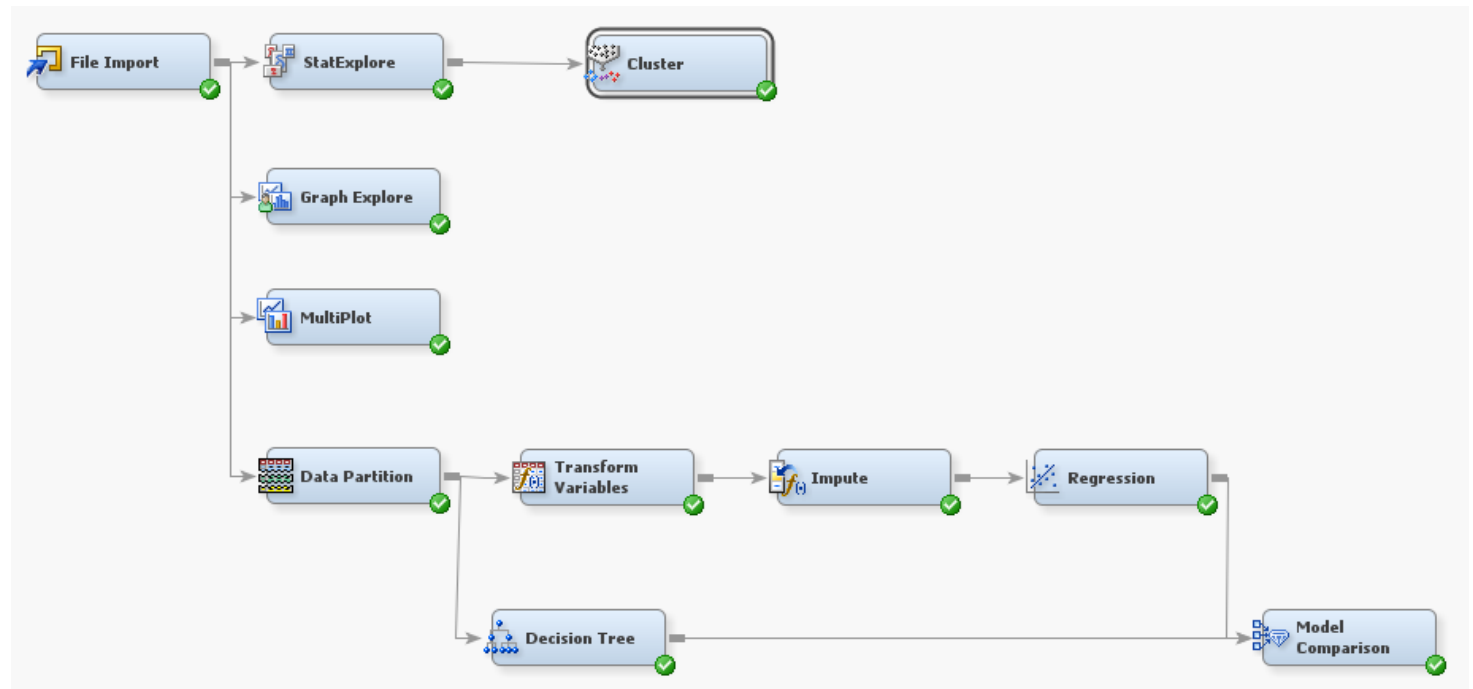 File Import
StatExplore
Cluster
Graph Explore
MultiPlot
Data Partition
Transform
Variables
Impute
Regression
Decision Tree
Model
Comparison